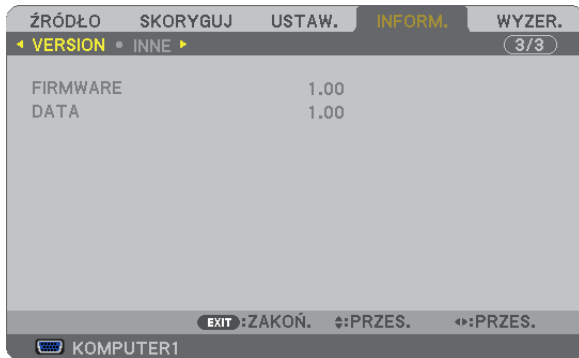 ŹRÓDŁO SKORYGUJ USTAW. INFORM. WYZER.
VERSION INNE 3/3
FIRMWARE 1.00
DATA 1.00
EXIT :ZAKOŃ. :PRZES. :PRZES.
KOMPUTER1